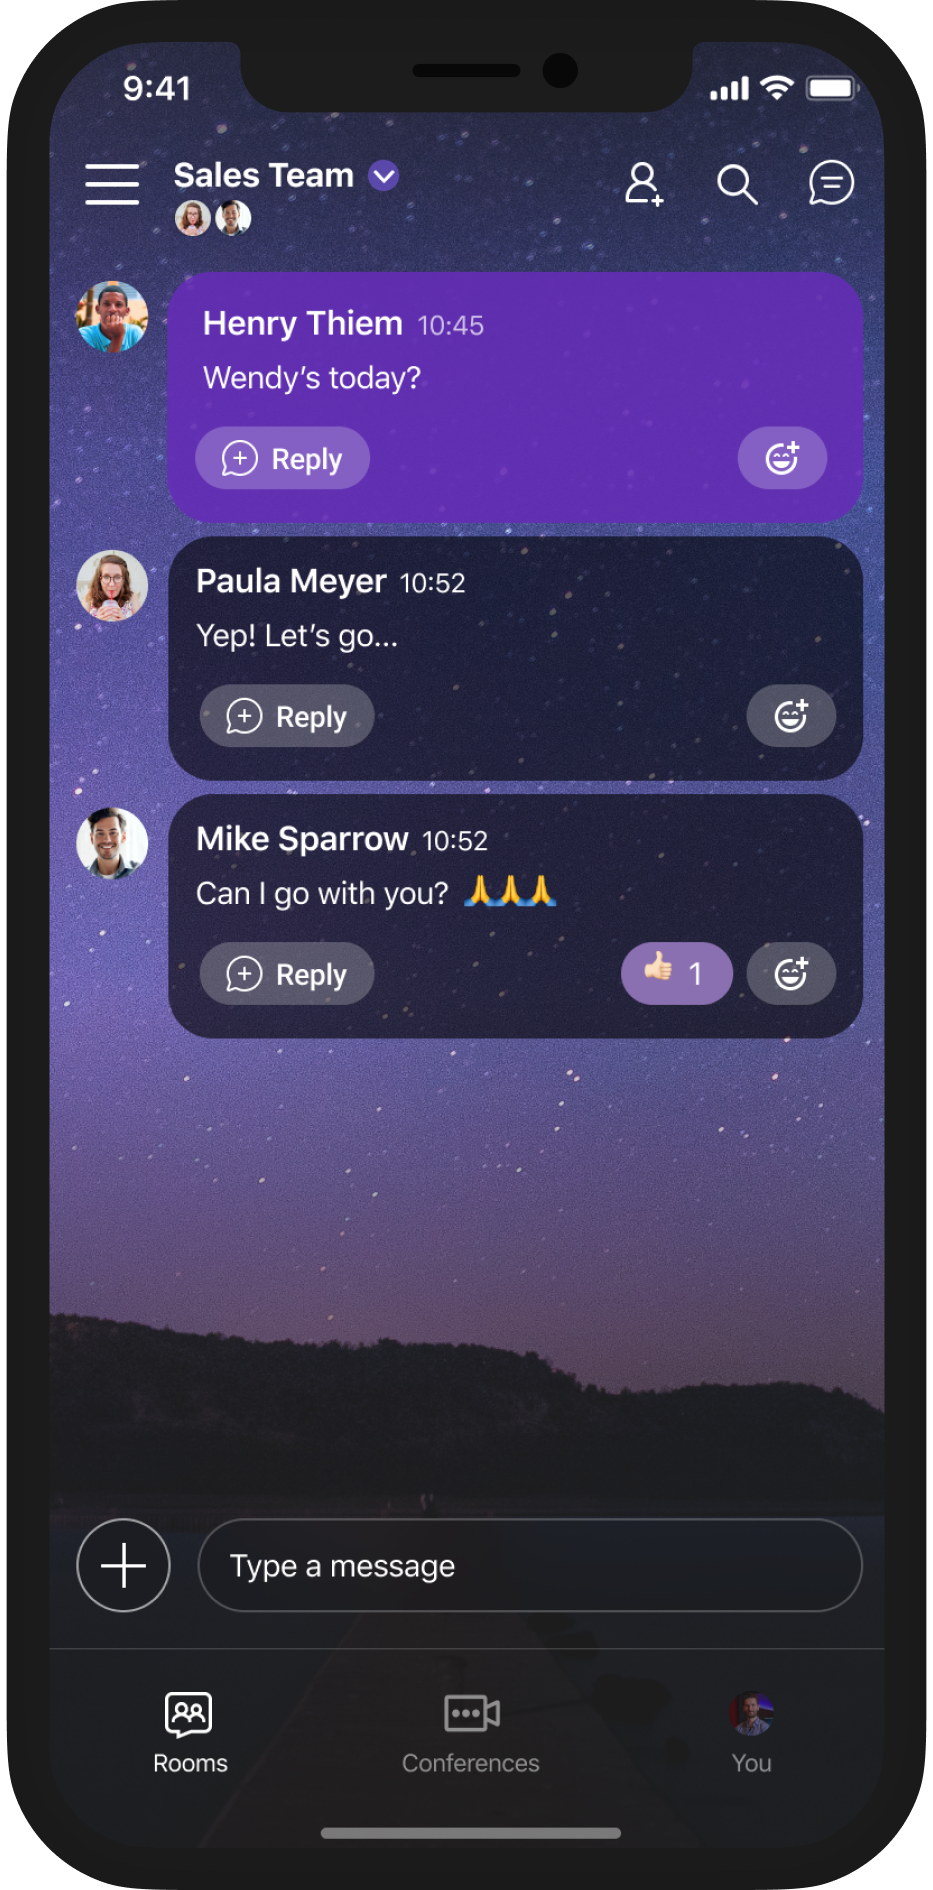 9:41
Sales Team
Henry Thiem 10:45
Wendy’s today?
Reply
Paula Meyer 10:52
Yep! Let’s go...
Reply
Mike Sparrow 10:52
Can I go with you? 🙏🙏🙏
Reply 👍🏻 1
Type a message
Rooms Conferences You